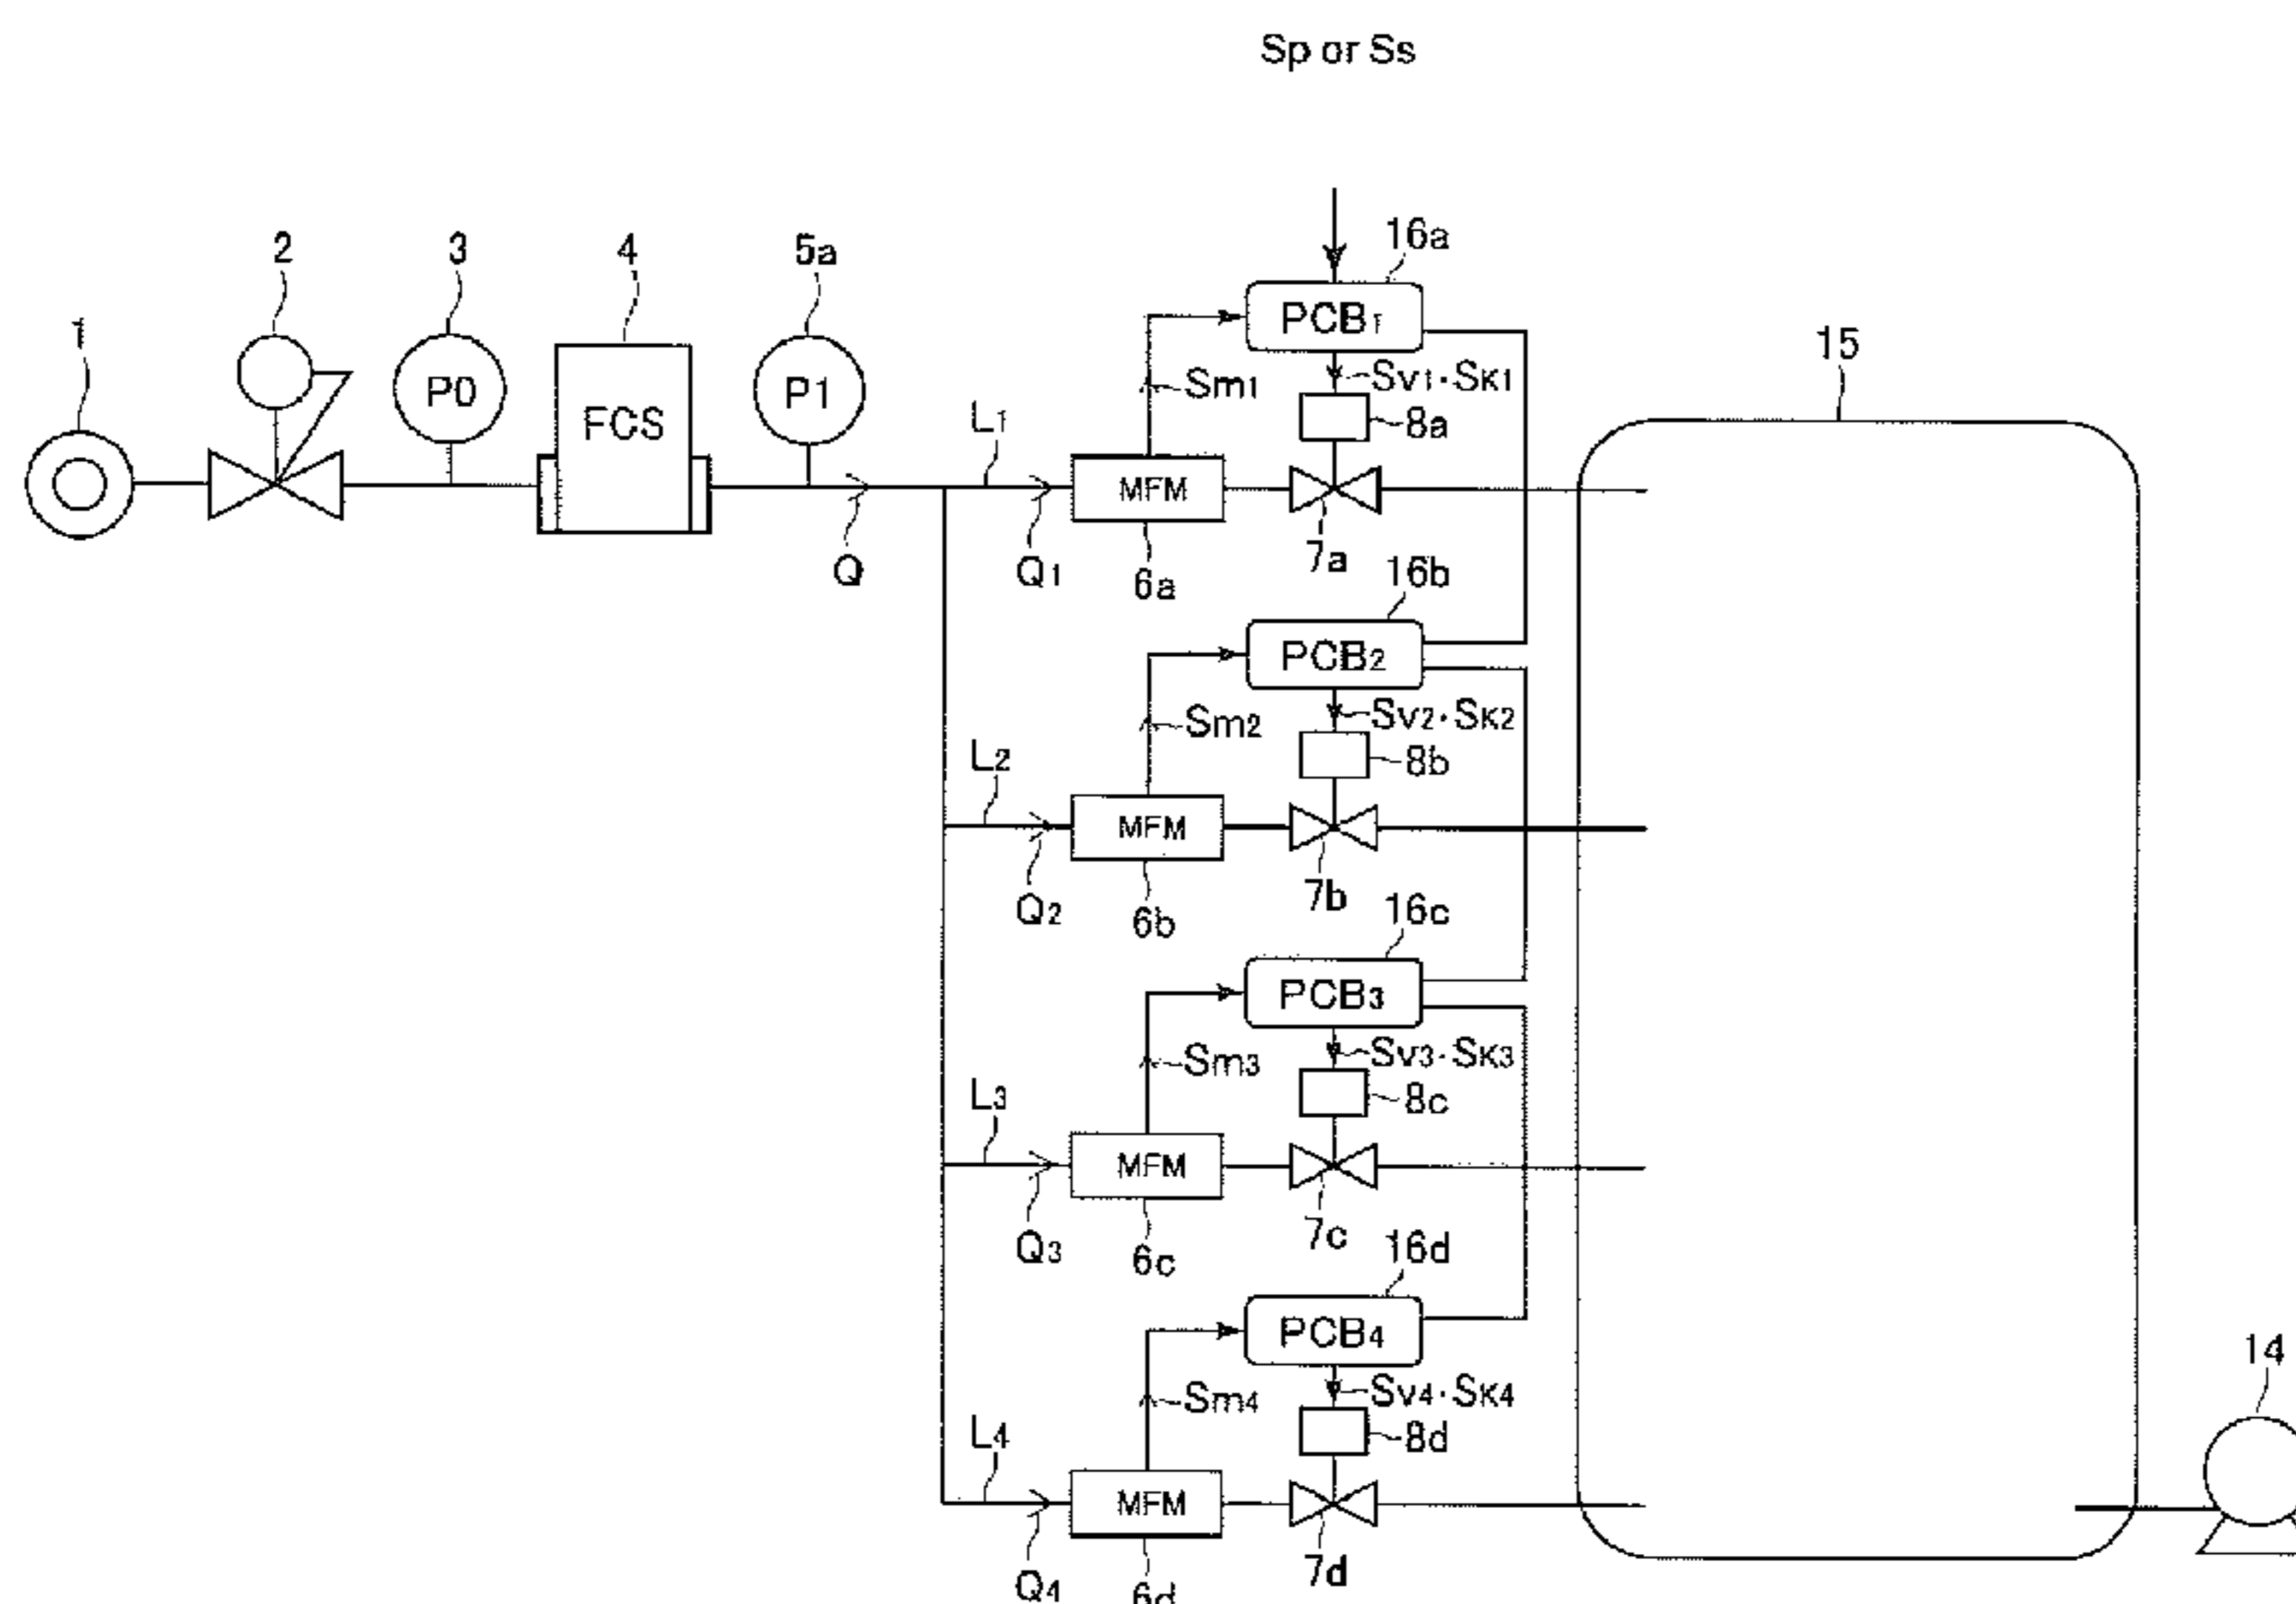 Sp or Ss
1
2
3
4
5a
P0
FCS
P1
Q
L1
Q1
Sm1
PCB1
16a
SV1·SK1
8a
MFM
6a
7a
15
L2
Q2
Sm2
PCB2
16b
SV2·SK2
8b
MFM
6b
7b
L3
Q3
Sm3
PCB3
16c
SV3·SK3
8c
MFM
6c
7c
L4
Q4
Sm4
PCB4
16d
SV4·SK4
8d
MFM
6d
7d
14